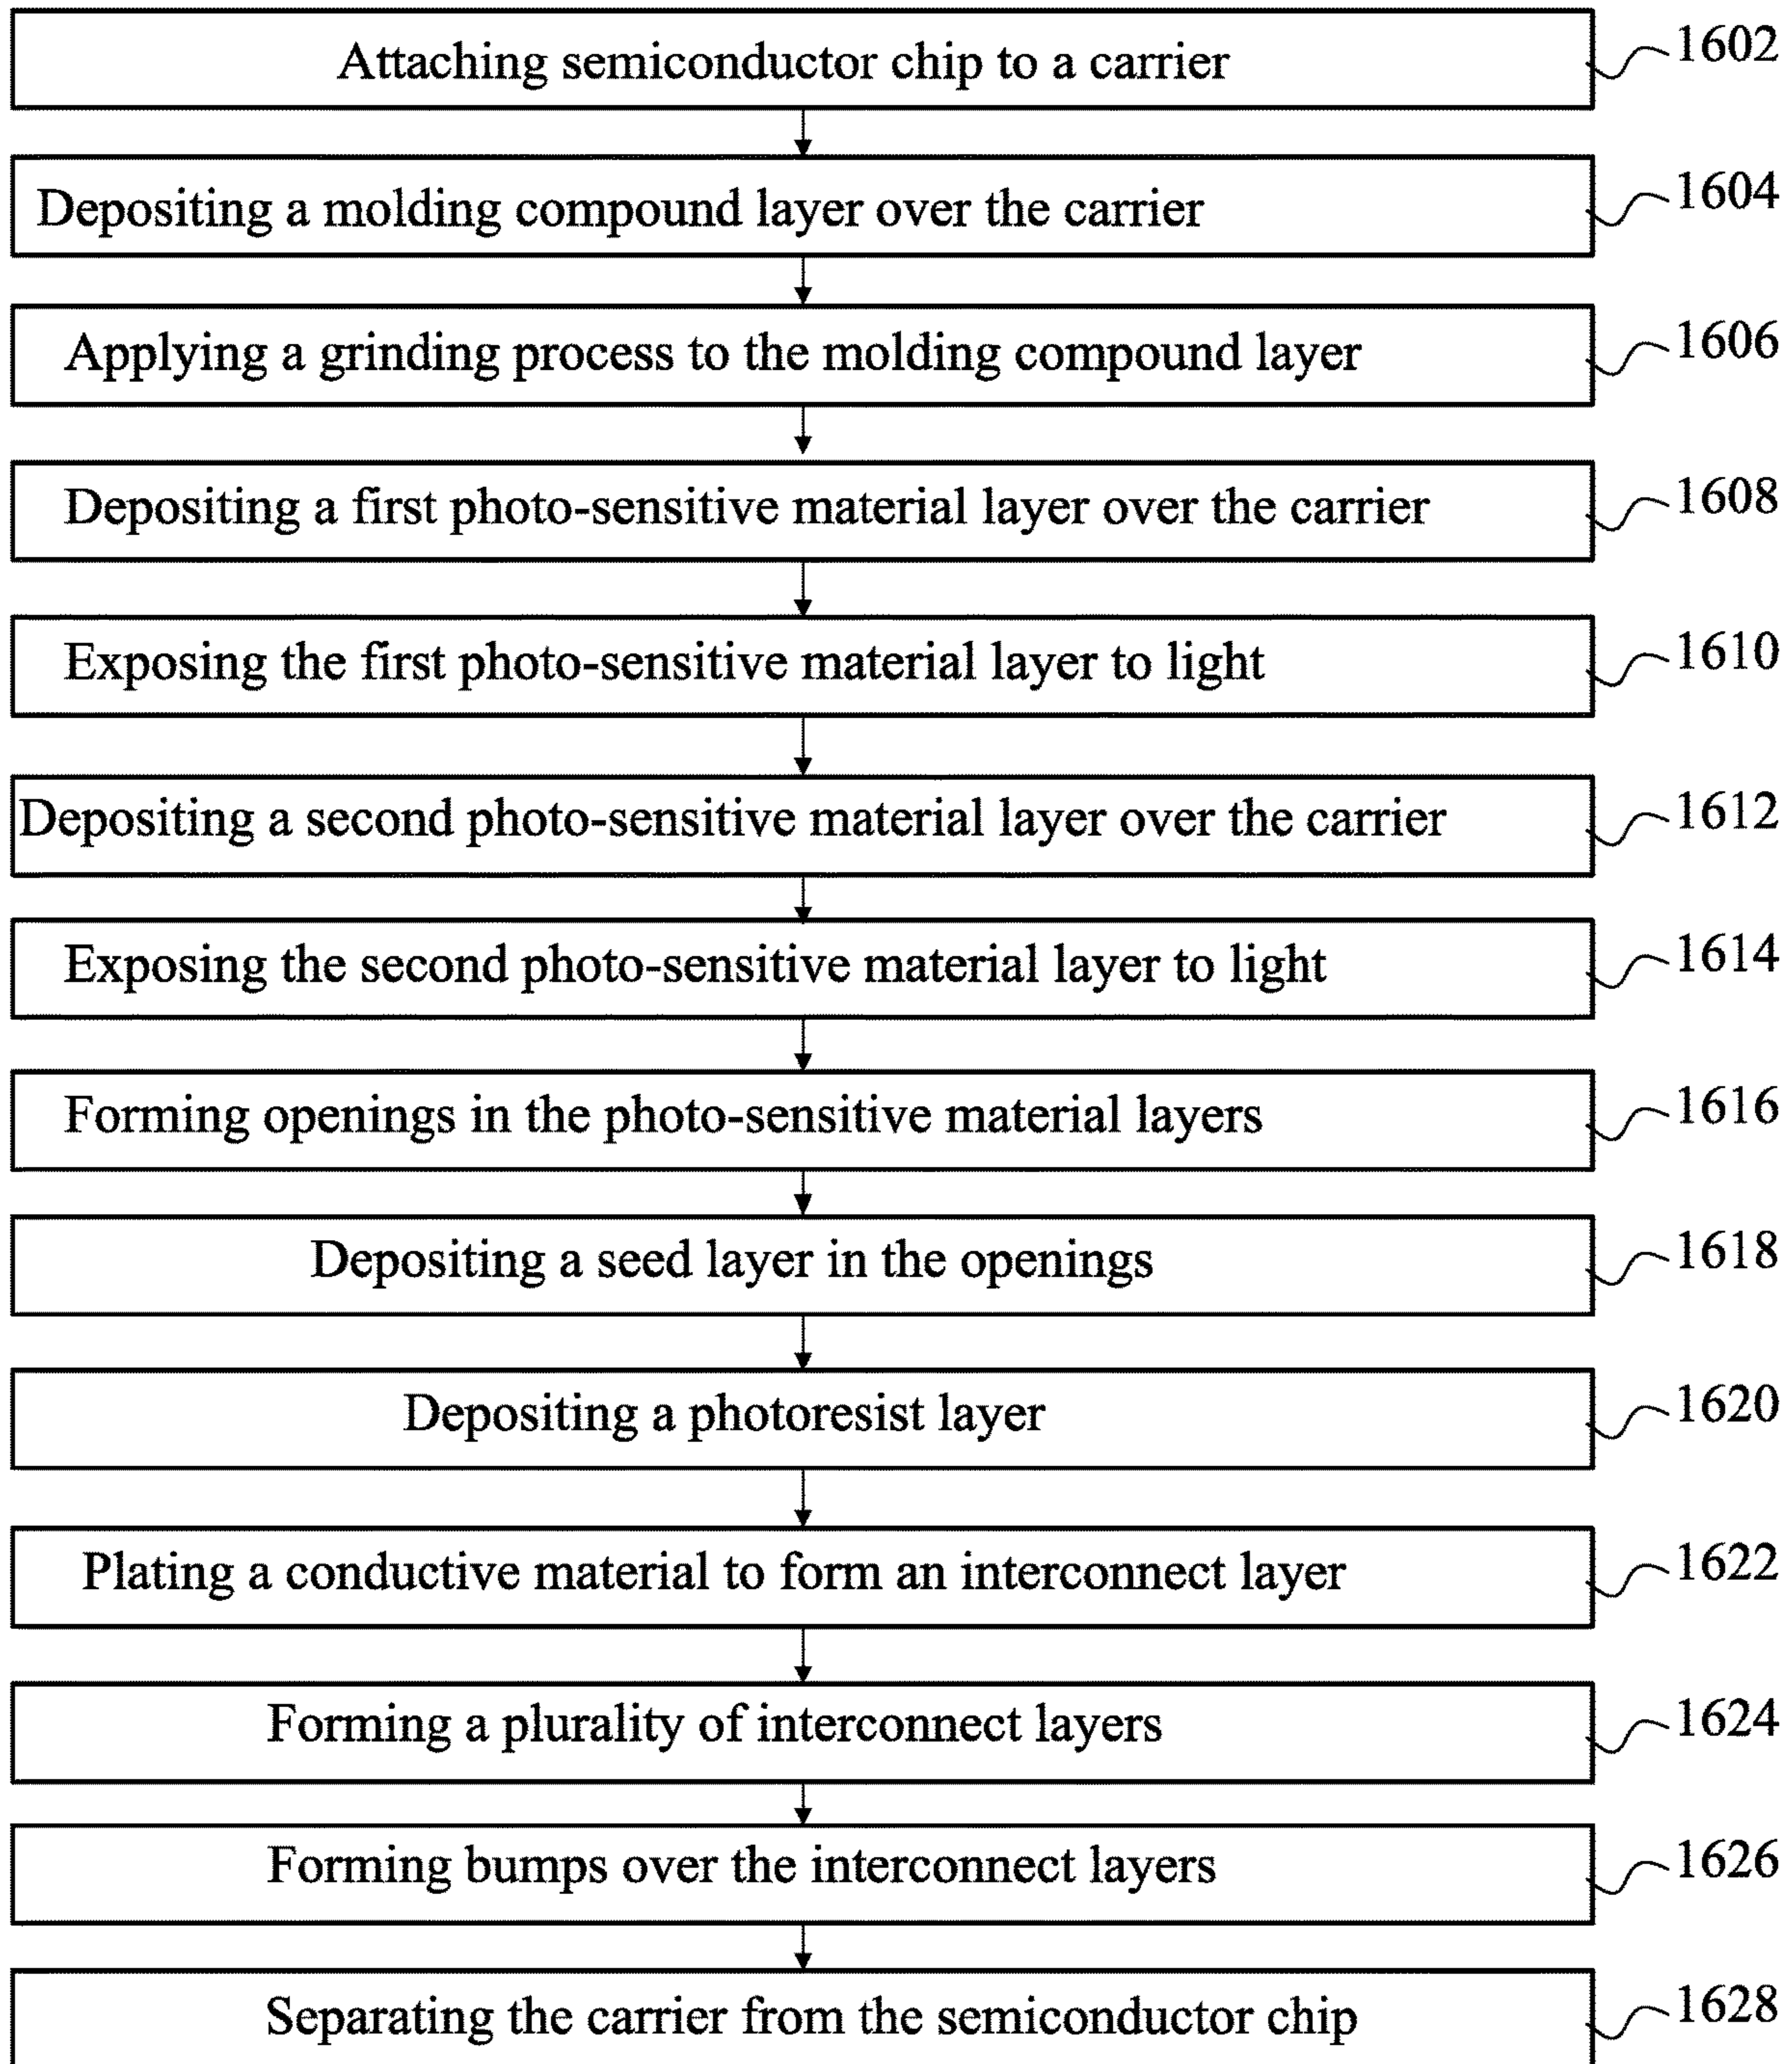 Attaching semiconductor chip to a carrier 1602
Depositing a molding compound layer over the carrier 1604
Applying a grinding process to the molding compound layer 1606
Depositing a first photo-sensitive material layer over the carrier 1608
Exposing the first photo-sensitive material layer to light 1610
Depositing a second photo-sensitive material layer over the carrier 1612
Exposing the second photo-sensitive material layer to light 1614
Forming openings in the photo-sensitive material layers 1616
Depositing a seed layer in the openings 1618
Depositing a photoresist layer 1620
Plating a conductive material to form an interconnect layer 1622
Forming a plurality of interconnect layers 1624
Forming bumps over the interconnect layers 1626
Separating the carrier from the semiconductor chip 1628